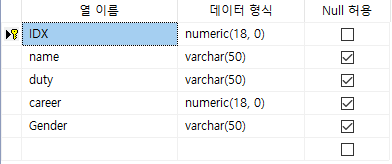 열 이름 데이터 형식 Null 허용
IDX numeric(18, 0)
name varchar(50)
duty varchar(50)
career numeric(18, 0)
Gender varchar(50)